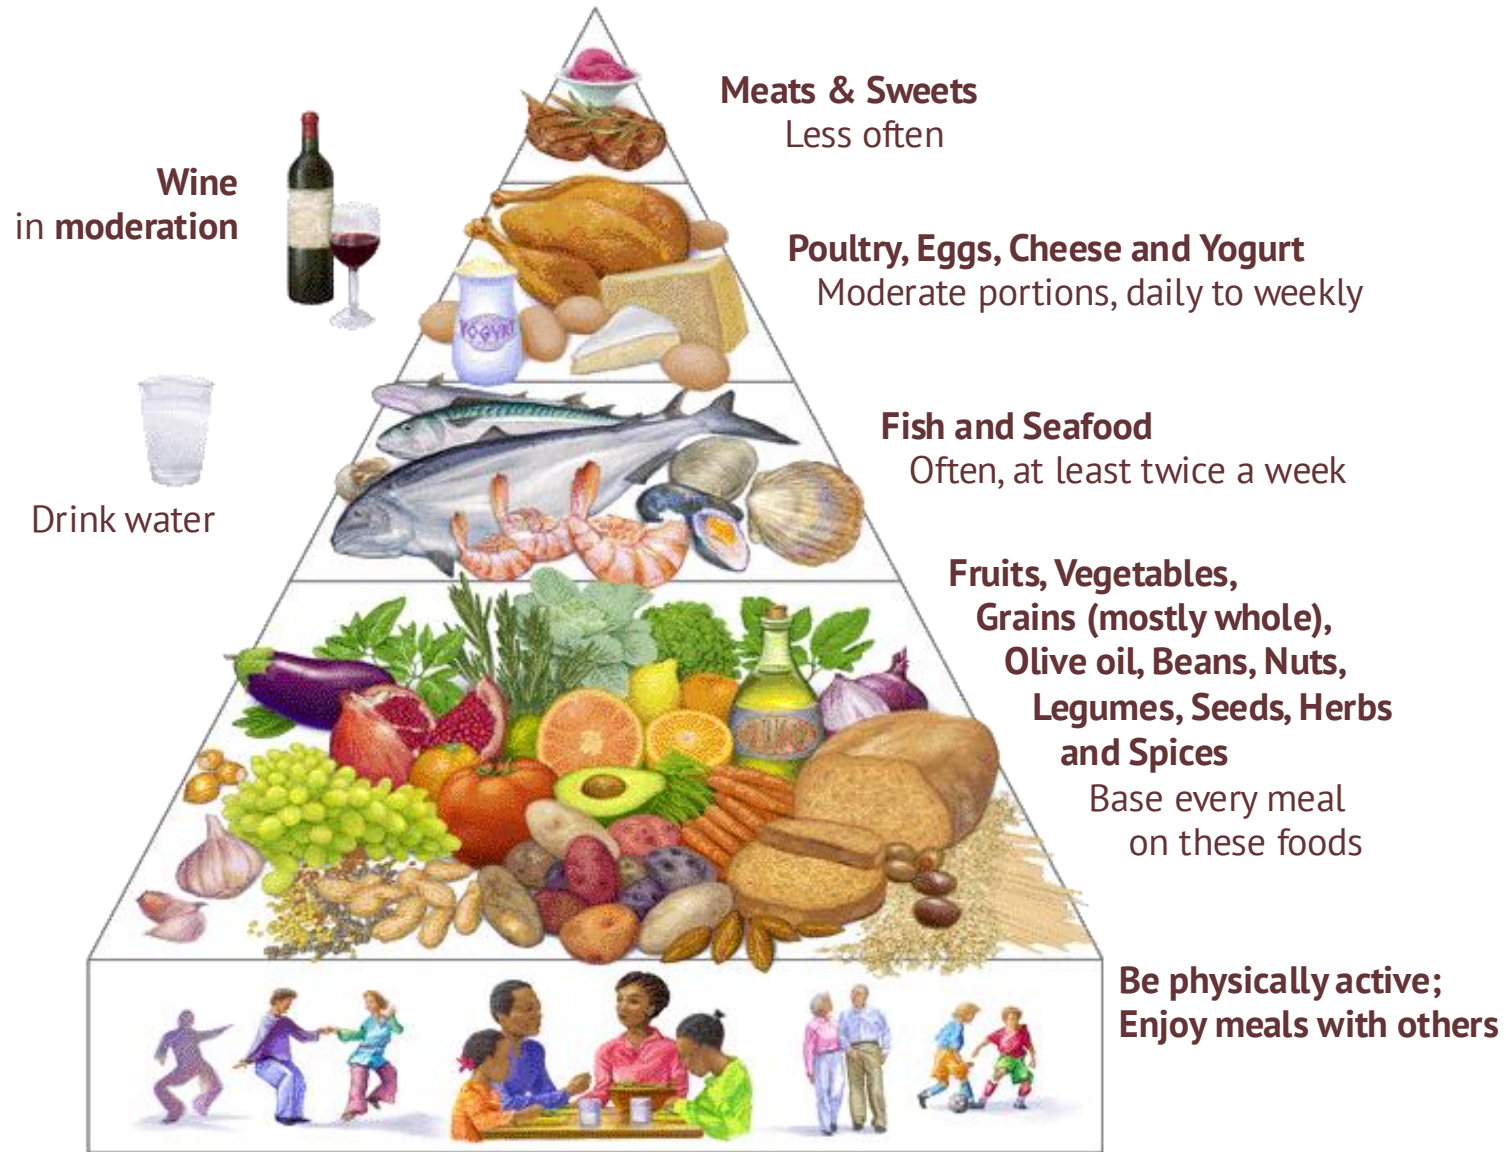 Meats & Sweets
Less often
Wine
in moderation
Poultry, Eggs, Cheese and Yogurt
Moderate portions, daily to weekly
YOGURT
Fish and Seafood
Often, at least twice a week
Drink water
Fruits, Vegetables,
Grains (mostly whole),
Olive oil, Beans, Nuts,
Legumes, Seeds, Herbs
and Spices
Base every meal
on these foods
Be physically active;
Enjoy meals with others